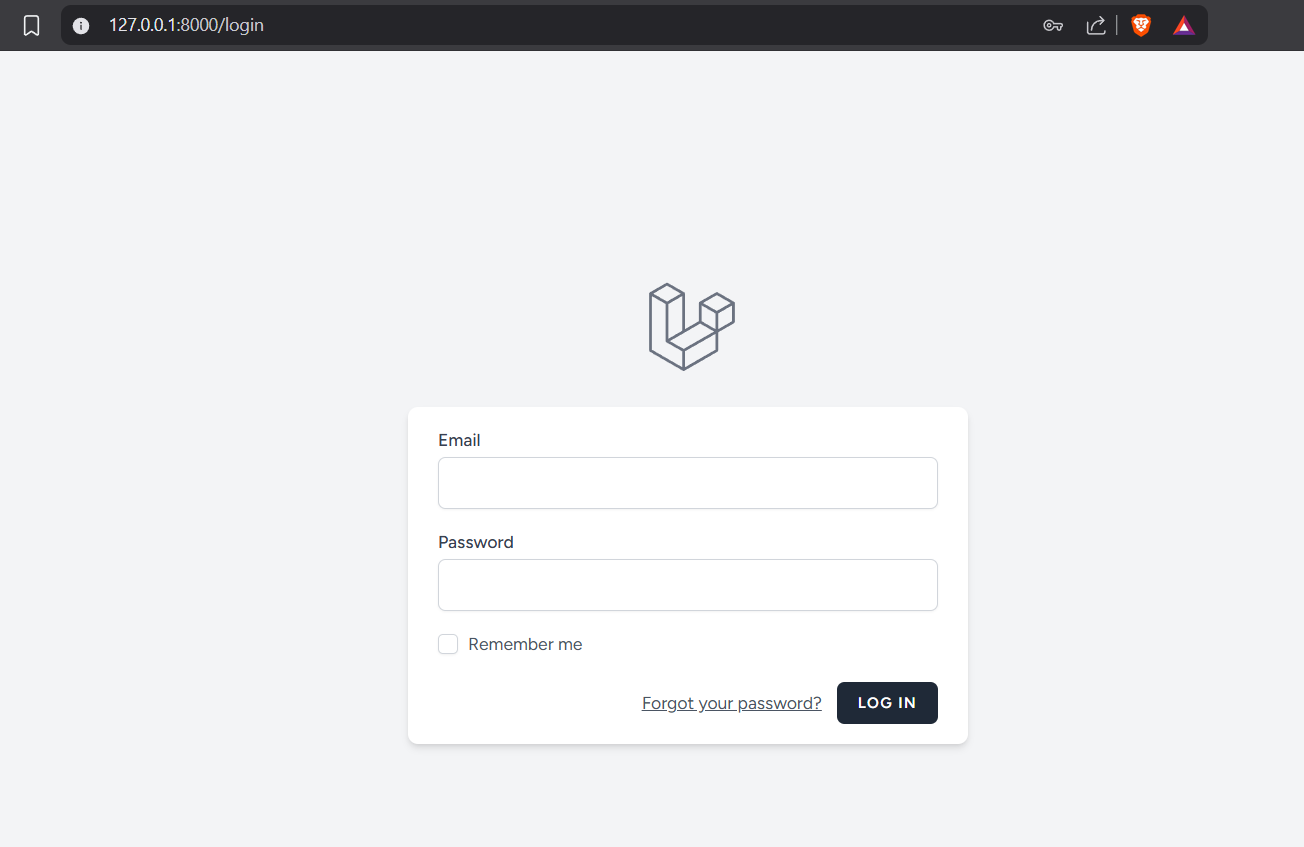 127.0.0.1:8000/login
Email
Password
Remember me
Forgot your password? LOG IN